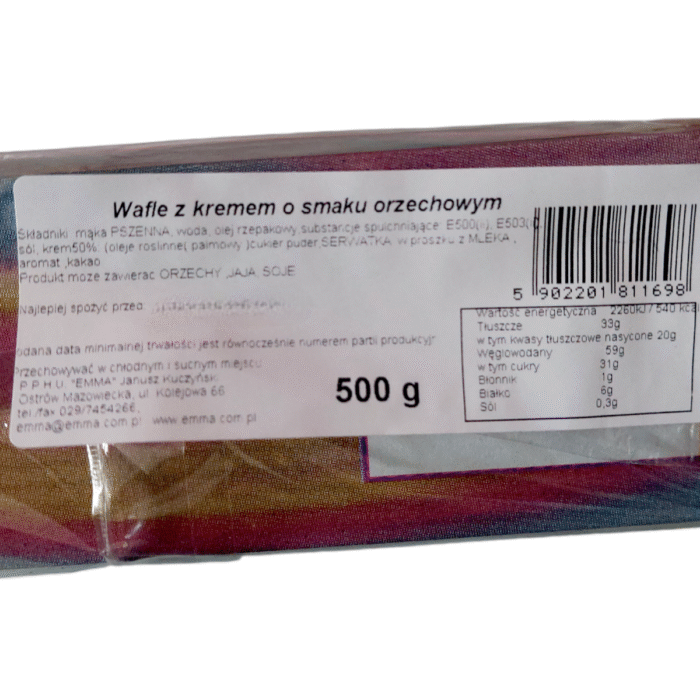 Wafle z kremem o smaku orzechowym
Składniki: mąka PSZENNA, woda, olej rzepakowy, substancje spulchniające: E500(ii), E503(ii)
sól, krem50% (oleje roślinne( palmowy )cukier puder, SERWATKA w proszku z MLEKA ,
aromat ,kakao
Produkt może zawierać ORZECHY ,JAJA, SOJE
Najlepiej spożyć przed:
odana data minimalnej trwałości jest równocześnie numerem partii produkcyj
Przechowywać w chłodnym i suchym miejscu
P.P.H.U. "EMMA" Janusz Kuczyński
Ostrów Mazowiecka, ul. Kolejowa 66
tel./fax 029/7454266,
emma@emma.com.pl www.emma.com.pl
500 g
5 902201 811698
Wartość energetyczna 2260kJ / 540 kcal
Tłuszcze 33g
w tym kwasy tłuszczowe nasycone 20g
Węglowodany 59g
w tym cukry 31g
Błonnik 1g
Białko 6g
Sól 0,3g